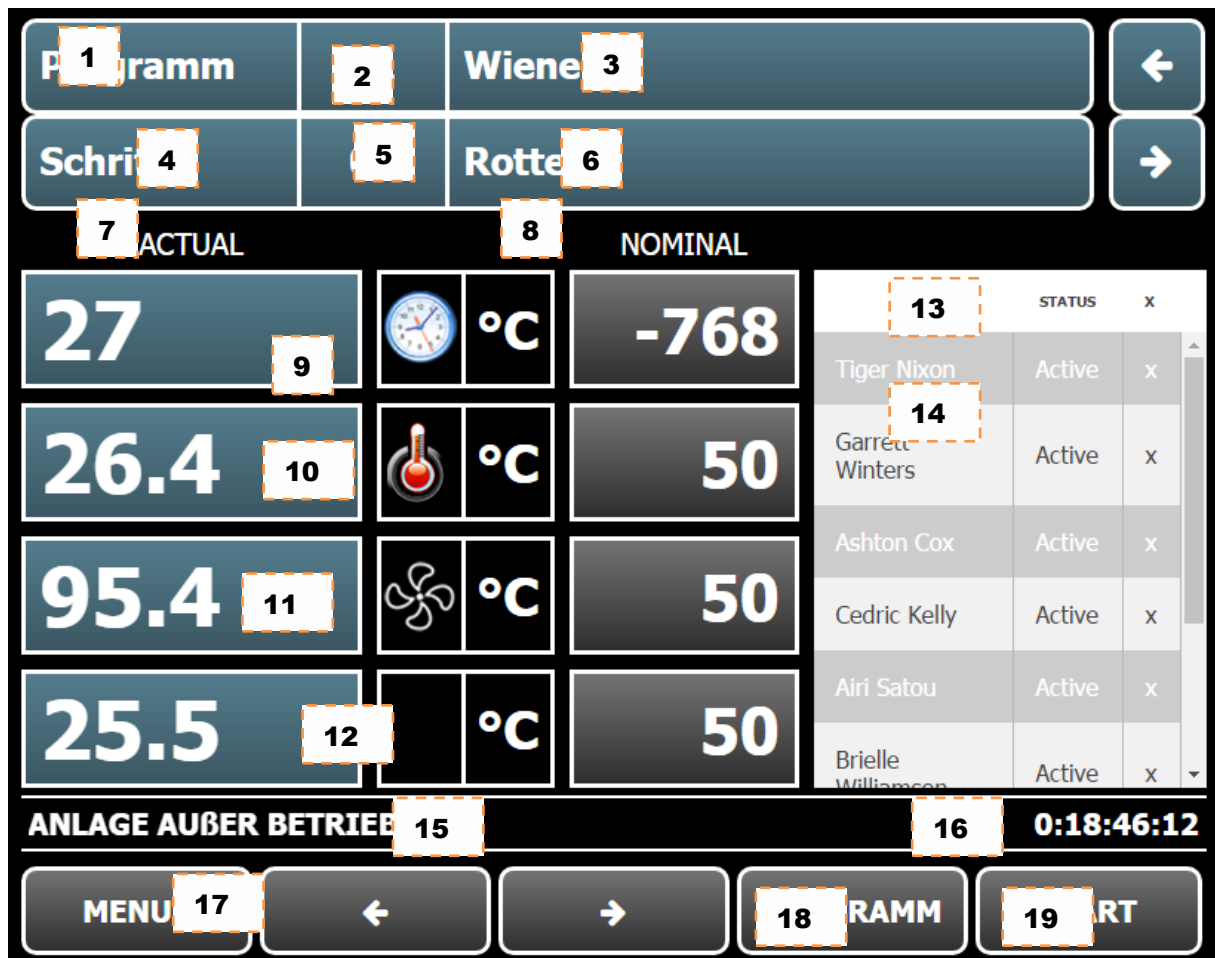 1 2 Wiene 3
4 5 Rotte 6
7 ACTUAL 8 NOMINAL
27 9 °C -768
13 STATUS X
Tiger Nixon Active x
14
26.4 10 °C 50
Garrett Winters Active x
Ashton Cox Active x
95.4 11 °C 50
Cedric Kelly Active x
Airi Satou Active x
25.5 12 °C 50
Brielle Williamson Active x
ANLAGE AUßER BETRIEB 15 16 0:18:46:12
MENU 17 18 RAMM 19 RT